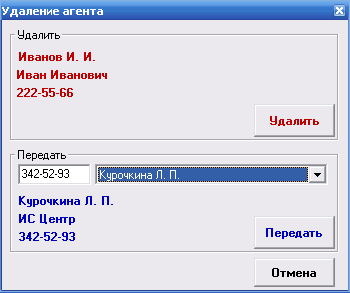 Удаление агента
Удалить
Иванов И. И.
Иван Иванович
222-55-66
Удалить
Передать
342-52-93 Курочкина Л. П.
Курочкина Л. П.
ИС Центр
342-52-93
Передать
Отмена